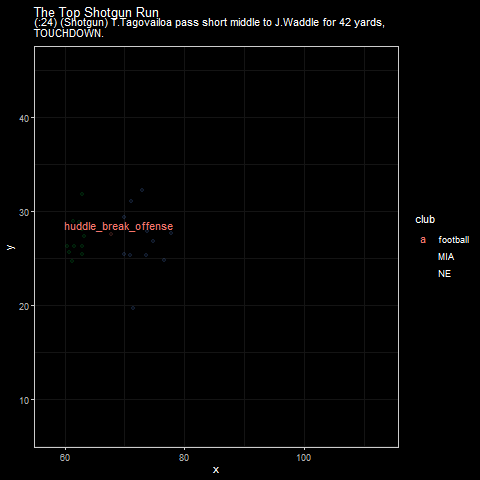 The Top Shotgun Run
(:24) (Shotgun) T.Tagovailoa pass short middle to J.Waddle for 42 yards,
TOUCHDOWN.
40
30
20
10
y
huddle_break_offense
60 80 100
x
club
a football
MIA
NE